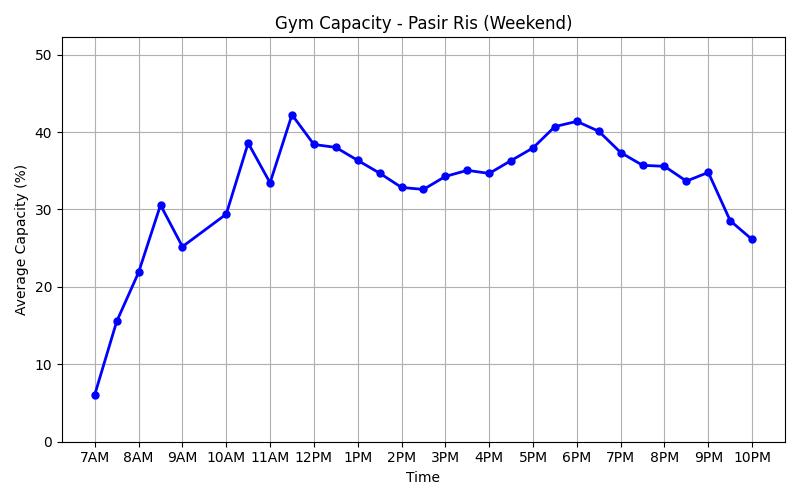 Gym Capacity - Pasir Ris (Weekend)
Average Capacity (%)
50
40
30
20
10
0
7AM 8AM 9AM 10AM 11AM 12PM 1PM 2PM 3PM 4PM 5PM 6PM 7PM 8PM 9PM 10PM
Time